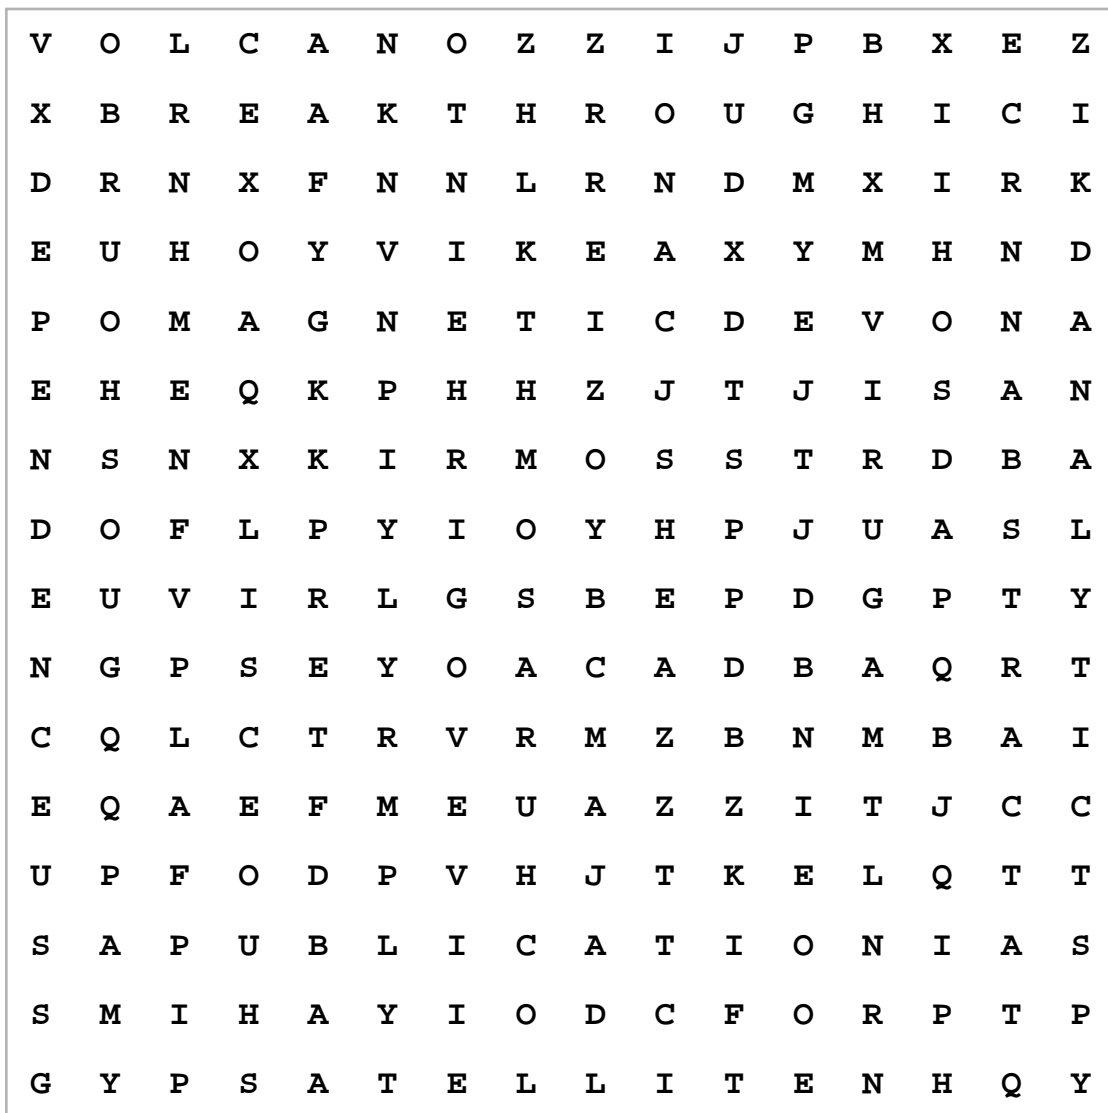 V O L C A N O Z Z I J P B X E Z
X B R E A K T H R O U G H I C I
D R N X F N N L R N D M X I R K
E U H O Y V I K E A X Y M H N D
P O M A G N E T I C D E V O N A
E H E Q K P H H Z J T J I S A N
N S N X K I R M O S S T R D B A
D O F L P Y I O Y H P J U A S L
E U V I R L G S B E P D G P T Y
N G P S E Y O A C A D B A Q R T
C Q L C T R V R M Z B N M B A I
E Q A E F M E U A Z Z I T J C C
U P F O D P V H J T K E L Q T T
S A P U B L I C A T I O N I A S
S M I H A Y I O D C F O R P T P
G Y P S A T E L L I T E N H Q Y